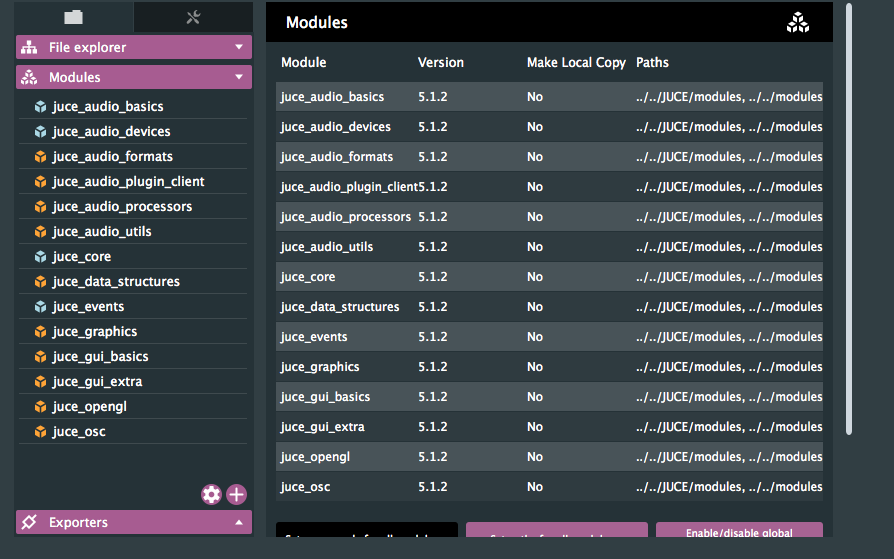 File explorer
Modules
juce_audio_basics
juce_audio_devices
juce_audio_formats
juce_audio_plugin_client
juce_audio_processors
juce_audio_utils
juce_core
juce_data_structures
juce_events
juce_graphics
juce_gui_basics
juce_gui_extra
juce_opengl
juce_osc
Exporters
Modules
Module Version Make Local Copy Paths
juce_audio_basics 5.1.2 No ../../JUCE/modules, ../../modules
juce_audio_devices 5.1.2 No ../../JUCE/modules, ../../modules
juce_audio_formats 5.1.2 No ../../JUCE/modules, ../../modules
juce_audio_plugin_client 5.1.2 No ../../JUCE/modules, ../../modules
juce_audio_processors 5.1.2 No ../../JUCE/modules, ../../modules
juce_audio_utils 5.1.2 No ../../JUCE/modules, ../../modules
juce_core 5.1.2 No ../../JUCE/modules, ../../modules
juce_data_structures 5.1.2 No ../../JUCE/modules, ../../modules
juce_events 5.1.2 No ../../JUCE/modules, ../../modules
juce_graphics 5.1.2 No ../../JUCE/modules, ../../modules
juce_gui_basics 5.1.2 No ../../JUCE/modules, ../../modules
juce_gui_extra 5.1.2 No ../../JUCE/modules, ../../modules
juce_opengl 5.1.2 No ../../JUCE/modules, ../../modules
juce_osc 5.1.2 No ../../JUCE/modules, ../../modules
Enable/disable global